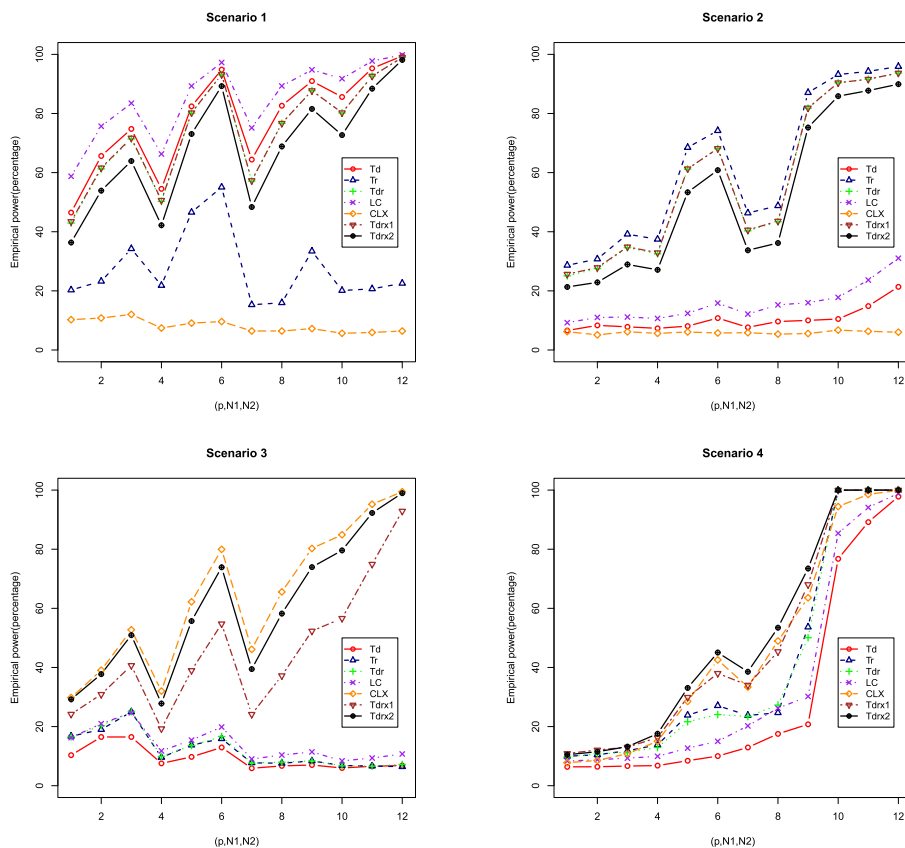 Scenario 1
Empirical power(percentage)
100
80
60
40
20
0
Td
Tr
Tdr
LC
CLX
Tdrx1
Tdrx2
2 4 6 8 10 12
(p,N1,N2)
Scenario 2
Empirical power(percentage)
100
80
60
40
20
0
Td
Tr
Tdr
LC
CLX
Tdrx1
Tdrx2
2 4 6 8 10 12
(p,N1,N2)
Scenario 3
Empirical power(percentage)
100
80
60
40
20
0
Td
Tr
Tdr
LC
CLX
Tdrx1
Tdrx2
2 4 6 8 10 12
(p,N1,N2)
Scenario 4
Empirical power(percentage)
100
80
60
40
20
0
Td
Tr
Tdr
LC
CLX
Tdrx1
Tdrx2
2 4 6 8 10 12
(p,N1,N2)